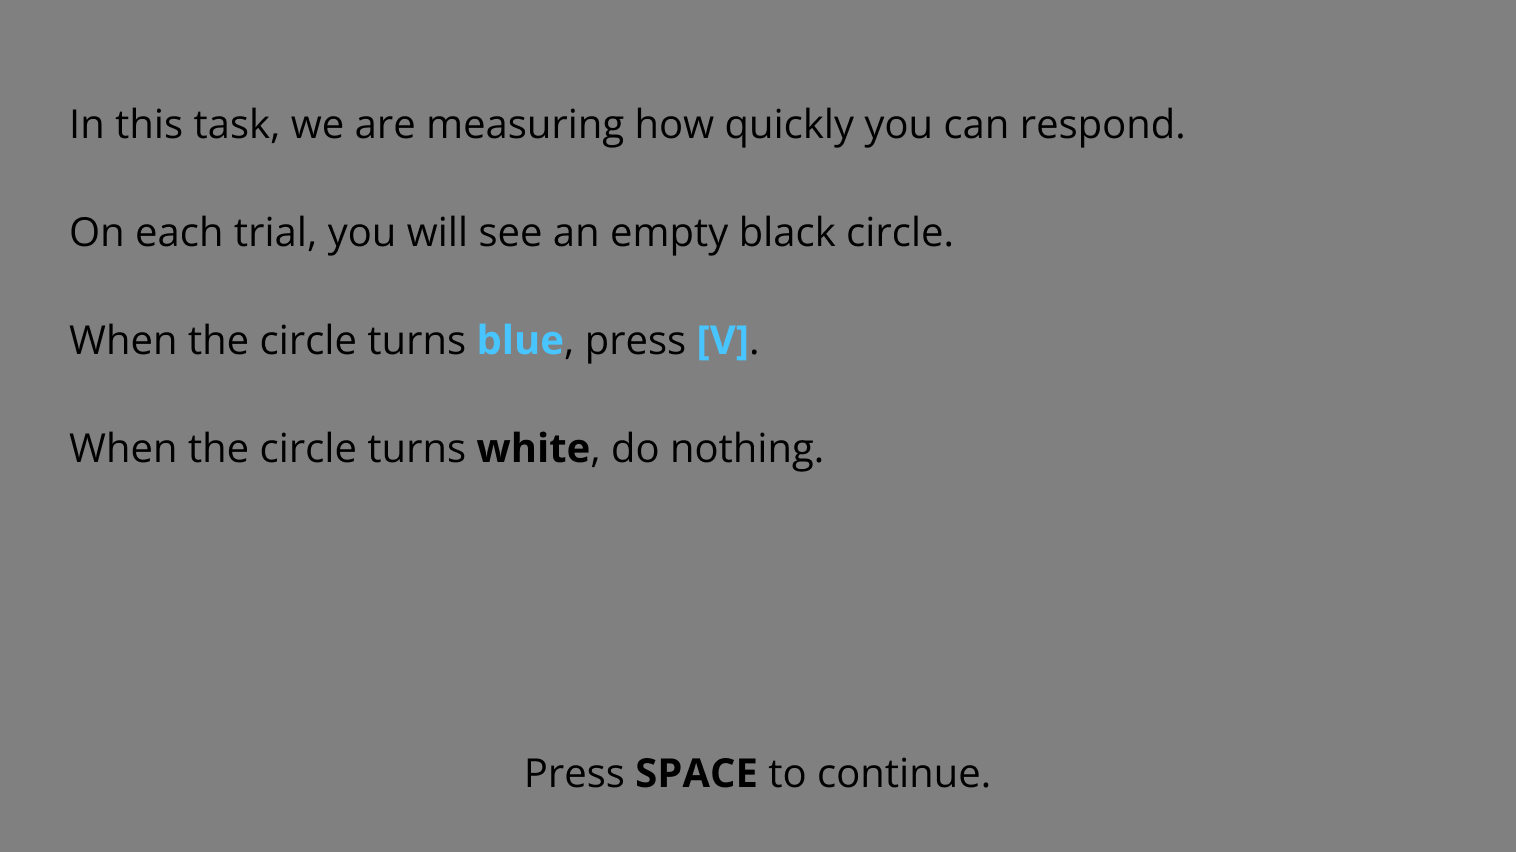 In this task, we are measuring how quickly you can respond.
On each trial, you will see an empty black circle.
When the circle turns blue, press [V].
When the circle turns white, do nothing.
Press SPACE to continue.